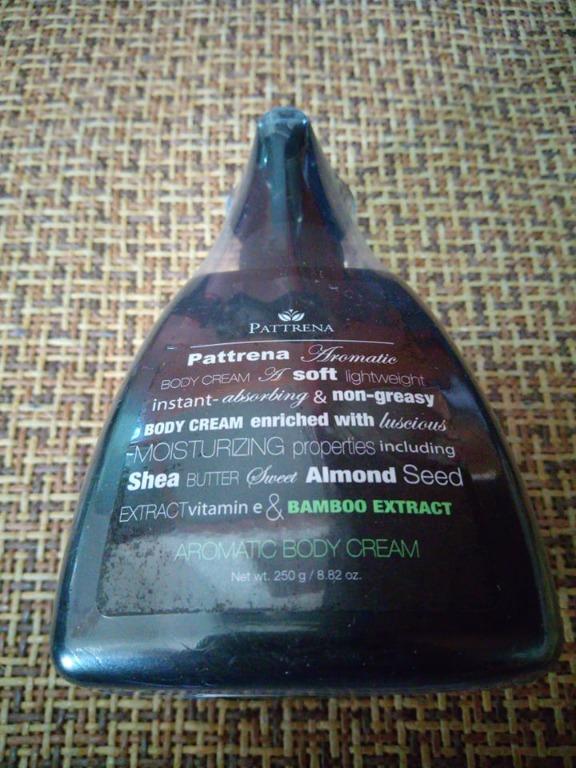 PATTRENA
Pattrena Aromatic
BODY CREAM A soft lightweight
instant-absorbing & non-greasy
BODY CREAM enriched with luscious
-MOISTURIZING properties including
Shea BUTTER Sweet Almond Seed
EXTRACT vitamin e & BAMBOO EXTRACT
AROMATIC BODY CREAM
Net wt. 250 g / 8.82 oz.